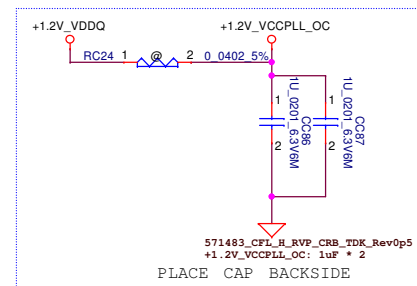 +1.2V_VDDQ
+1.2V_VCCPLL_OC
RC24 1 @ 2 0_0402_5%
1 1
1U_0201_6.3V6M
CC86
1U_0201_6.3V6M
CC87
2 2
571483_CFL_H_RVP_CRB_TDK_Rev0p5
+1.2V_VCCPLL_OC: 1uF * 2
PLACE CAP BACKSIDE